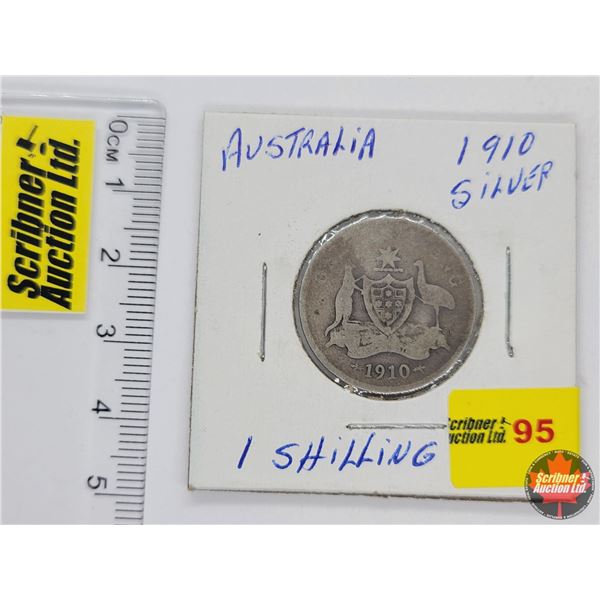 Scribner
Auction Ltd.
0CM 1 2 3 4 5
AUSTRALIA
1910
SILVER
1910
1 SHILLING
Scribner
Auction Ltd.
95
Scribner
Auction Ltd.